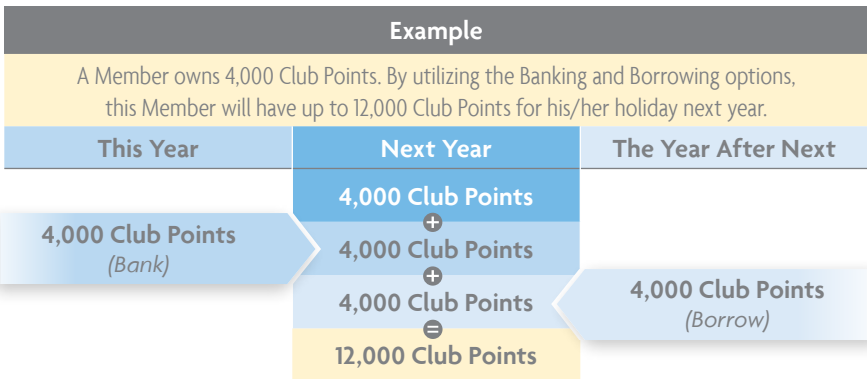 Example
A Member owns 4,000 Club Points. By utilizing the Banking and Borrowing options,
this Member will have up to 12,000 Club Points for his/her holiday next year.
This Year
Next Year
The Year After Next
4,000 Club Points
+
4,000 Club Points
(Bank)
4,000 Club Points
+
4,000 Club Points
4,000 Club Points
(Borrow)
=
12,000 Club Points